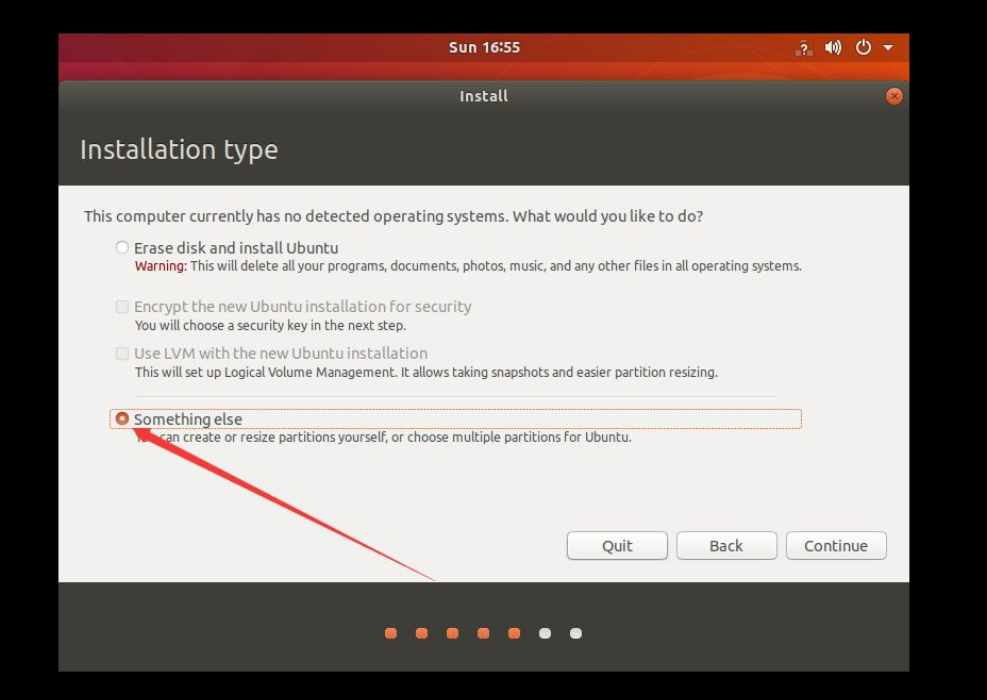 Sun 16:55
?
Install
Installation type
This computer currently has no detected operating systems. What would you like to do?
Erase disk and install Ubuntu
Warning: This will delete all your programs, documents, photos, music, and any other files in all operating systems.
Encrypt the new Ubuntu installation for security
You will choose a security key in the next step.
Use LVM with the new Ubuntu installation
This will set up Logical Volume Management. It allows taking snapshots and easier partition resizing.
Something else
can create or resize partitions yourself, or choose multiple partitions for Ubuntu.
Quit Back Continue